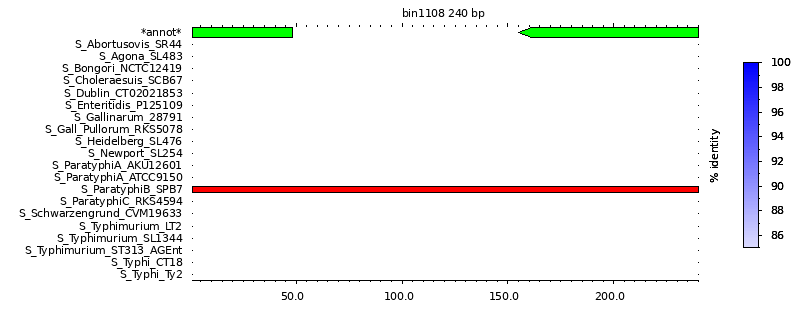 bin1108 240 bp
*annot*
S_Abortusovis_SR44
S_Agona_SL483
S_Bongori_NCTC12419
S_Choleraesuis_SCB67
S_Dublin_CT02021853
S_Enteritidis_P125109
S_Gallinarum_28791
S_Gall_Pullorum_RKS5078
S_Heidelberg_SL476
S_Newport_SL254
S_ParatyphiA_AKU12601
S_ParatyphiA_ATCC9150
S_ParatyphiB_SPB7
S_ParatyphiC_RKS4594
S_Schwarzengrund_CVM19633
S_Typhimurium_LT2
S_Typhimurium_SL1344
S_Typhimurium_ST313_AGEnt
S_Typhi_CT18
S_Typhi_Ty2
50.0 100.0 150.0 200.0
% identity
100
98
96
94
92
90
88
86